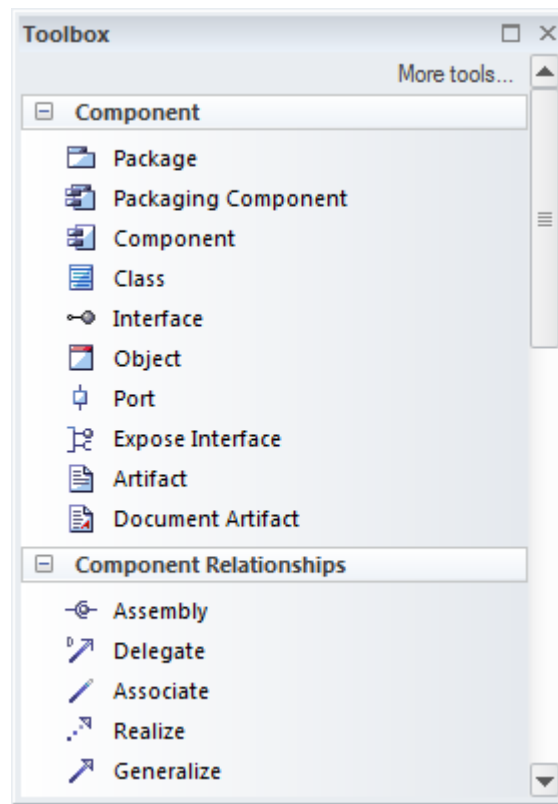 Toolbox
More tools...
Component
Package
Packaging Component
Component
Class
Interface
Object
Port
Expose Interface
Artifact
Document Artifact
Component Relationships
Assembly
Delegate
Associate
Realize
Generalize